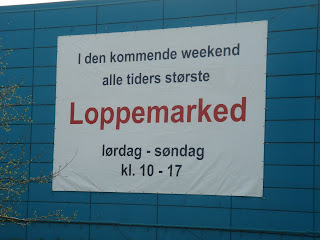 I den kommende weekend
alle tiders største
Loppemarked
lørdag - søndag
kl. 10 - 17